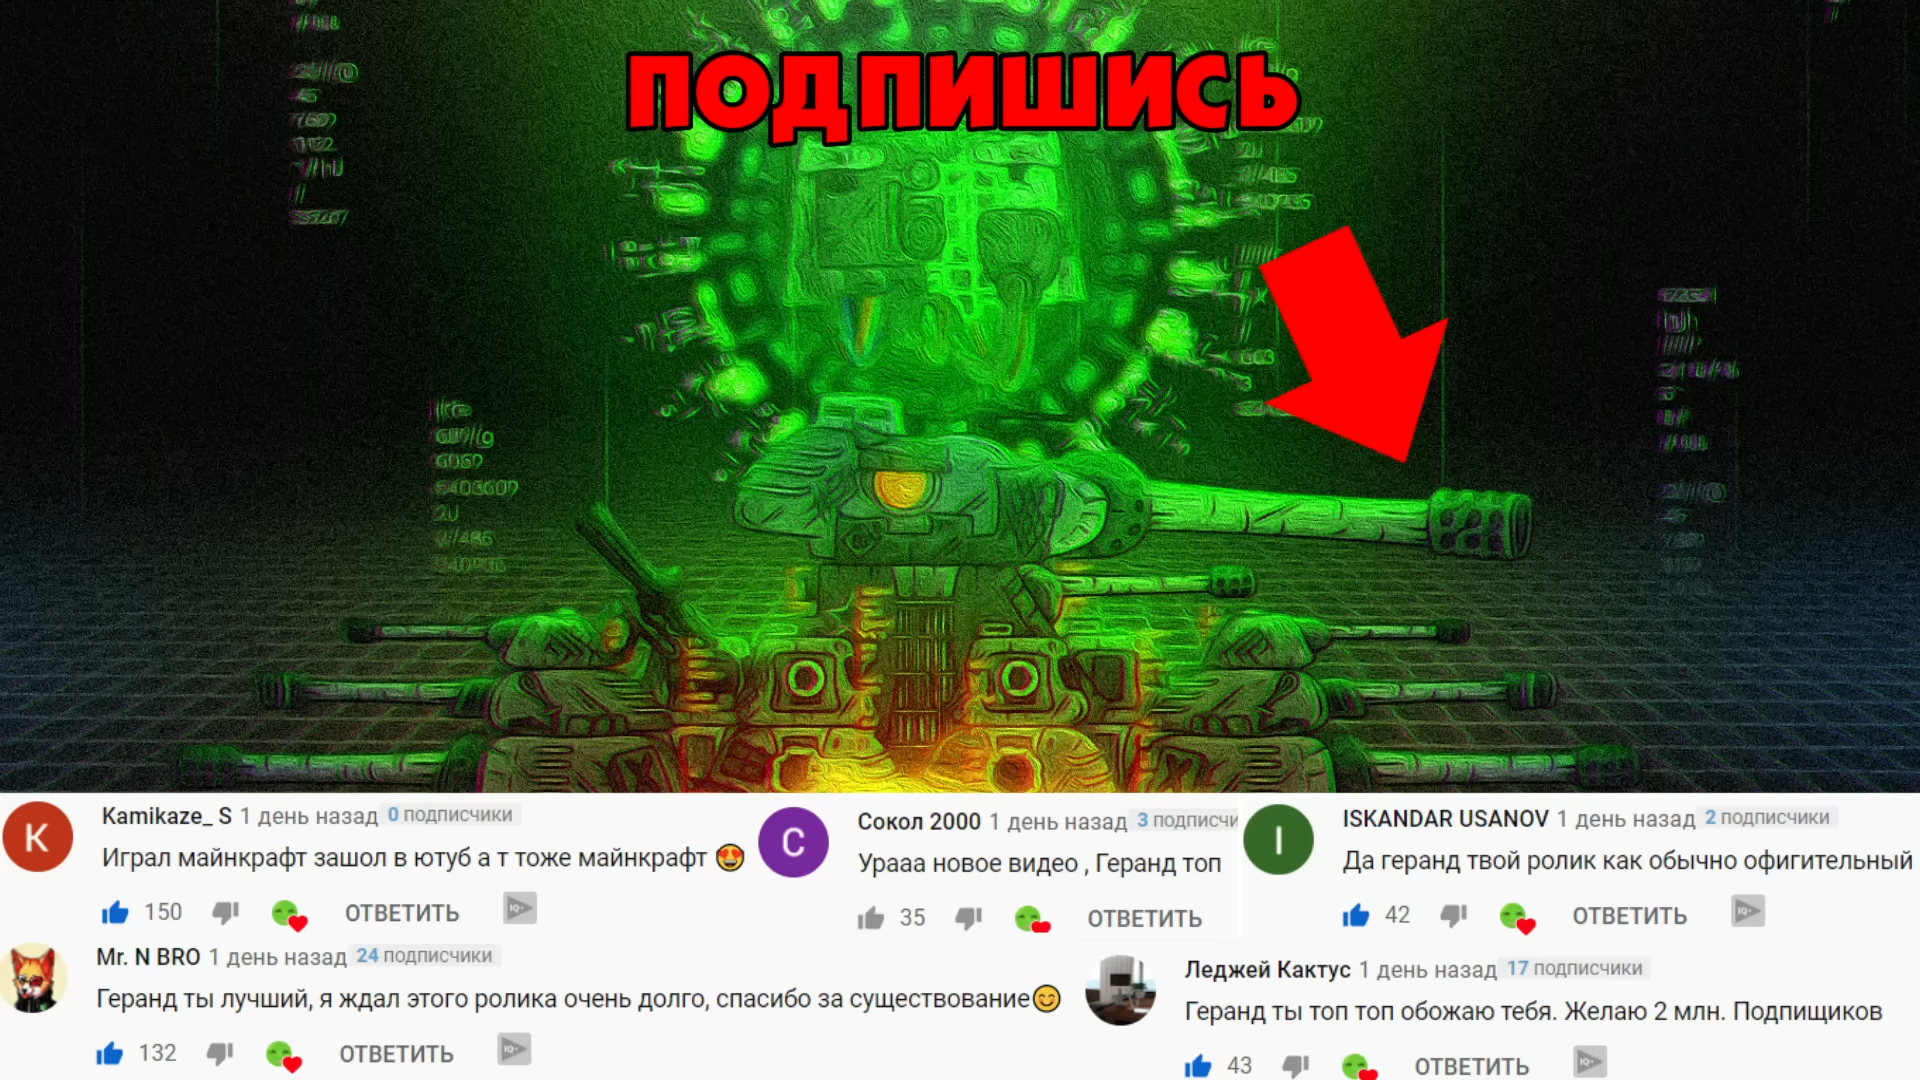 ПОДПИШИСЬ
Kamikaze_ S 1 день назад 0 подписчики
Играл майнкрафт зашол в ютуб а т тоже майнкрафт
150 ОТВЕТИТЬ
Сокол 2000 1 день назад 3 подписчи
Урааа новое видео , Геранд топ
35 ОТВЕТИТЬ
ISKANDAR USANOV 1 день назад 2 подписчики
Да геранд твой ролик как обычно офигительный
42 ОТВЕТИТЬ
Mr. N BRO 1 день назад 24 подписчики
Геранд ты лучший, я ждал этого ролика очень долго, спасибо за существование
132 ОТВЕТИТЬ
Леджей Кактус 1 день назад 17 подписчики
Геранд ты топ топ обожаю тебя. Желаю 2 млн. Подпищиков
43 ОТВЕТИТЬ